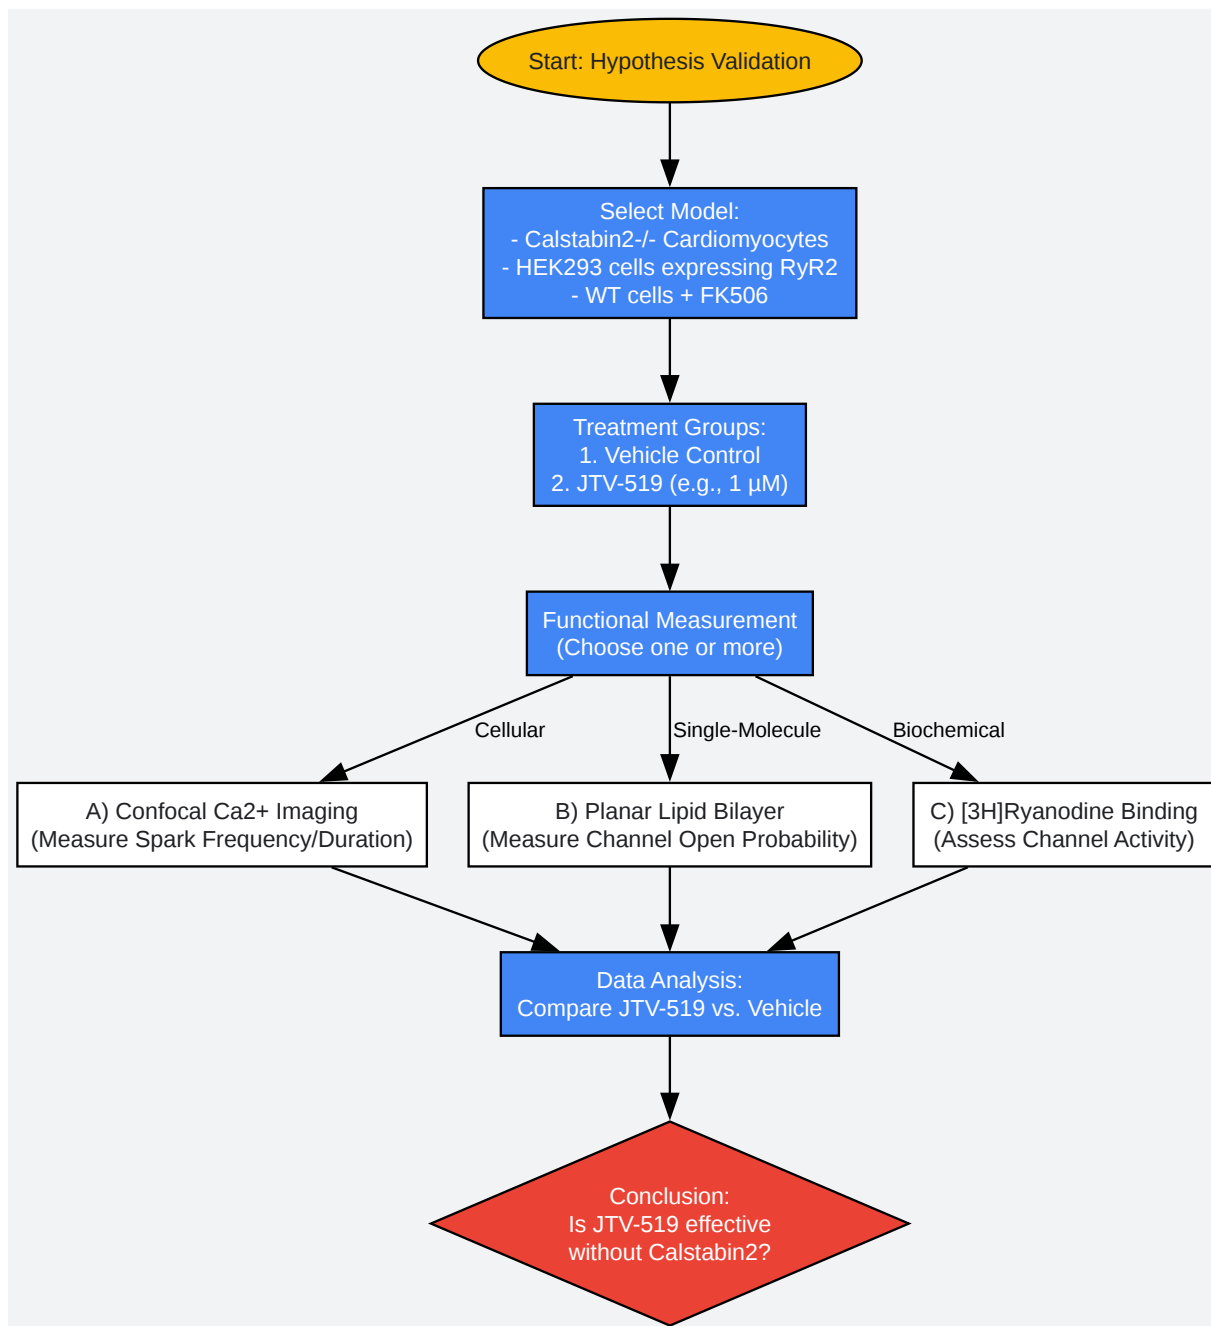 Start: Hypothesis Validation
Select Model:
- Calstabin2-/- Cardiomyocytes
- HEK293 cells expressing RyR2
- WT cells + FK506
Treatment Groups:
1. Vehicle Control
2. JTV-519 (e.g., 1 µM)
Functional Measurement
(Choose one or more)
Cellular
Single-Molecule
Biochemical
A) Confocal Ca2+ Imaging
(Measure Spark Frequency/Duration)
B) Planar Lipid Bilayer
(Measure Channel Open Probability)
C) [3H]Ryanodine Binding
(Assess Channel Activity)
Data Analysis:
Compare JTV-519 vs. Vehicle
Conclusion:
Is JTV-519 effective
without Calstabin2?